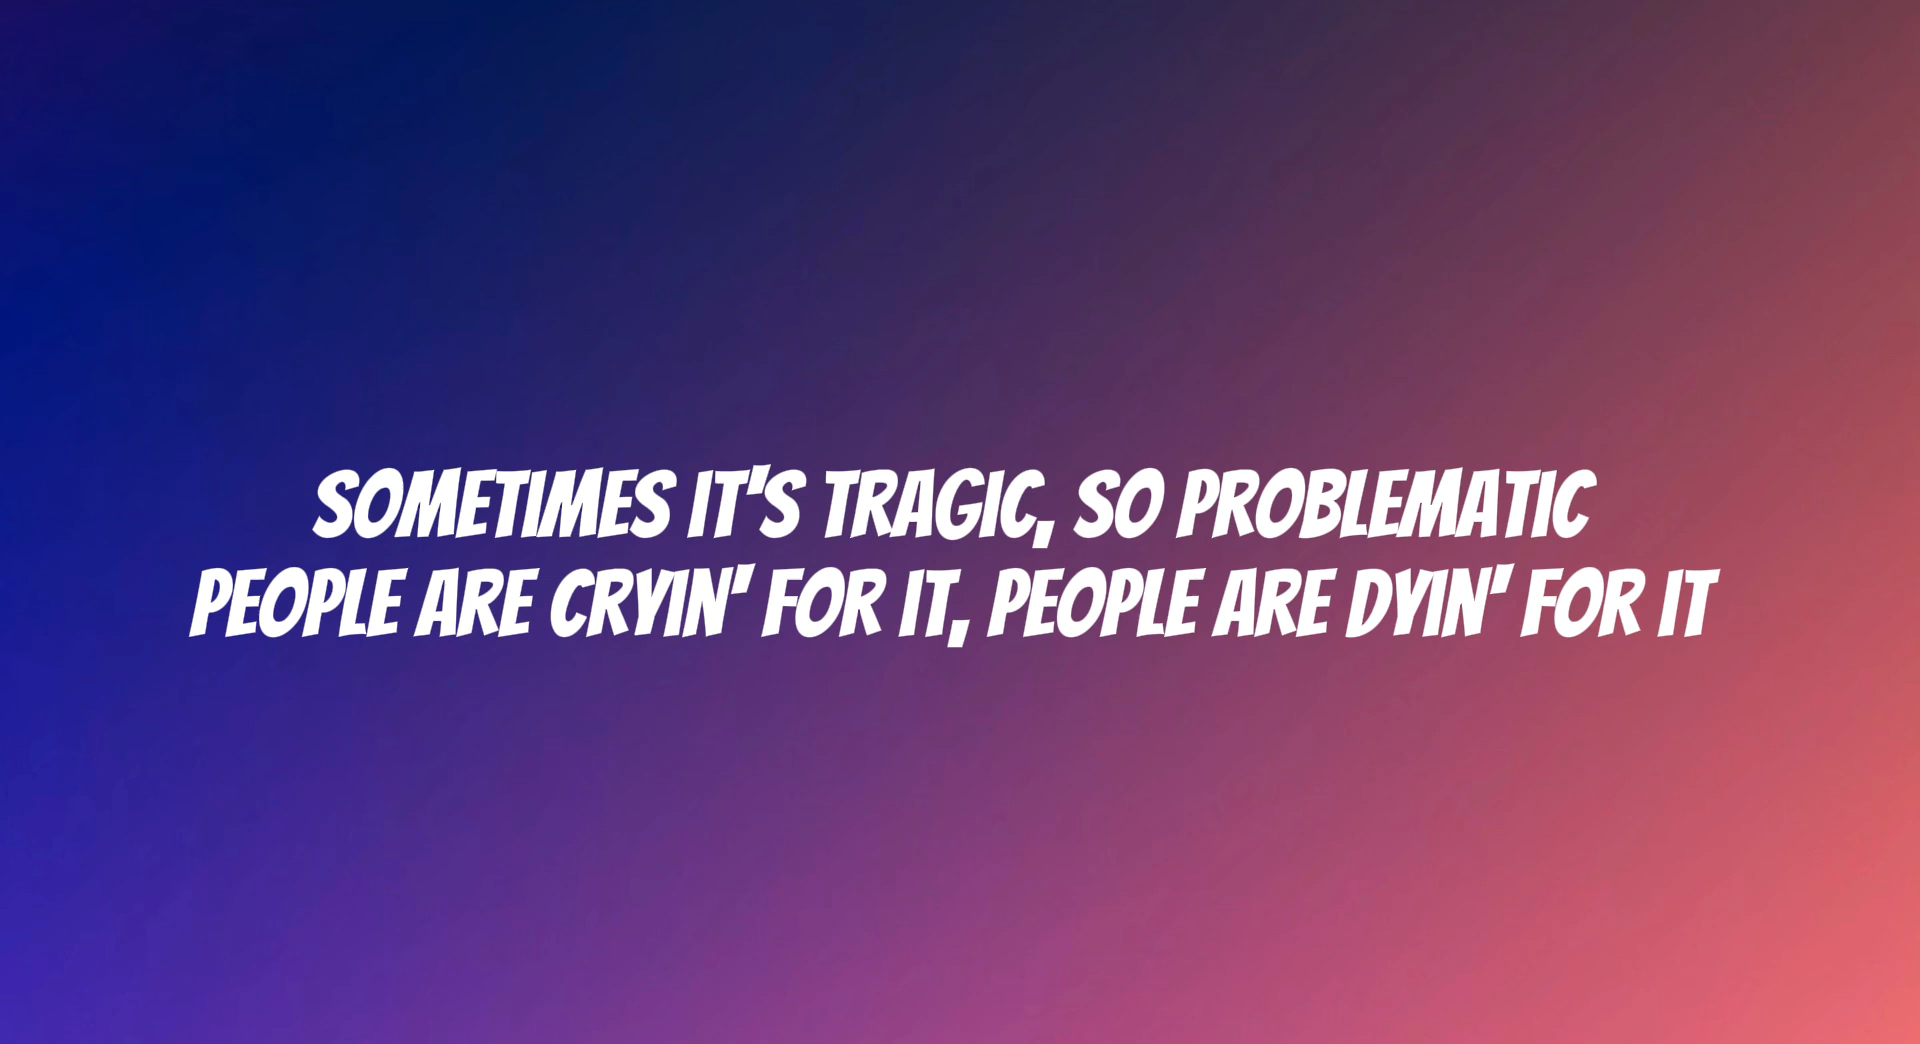 SOMETIMES IT'S TRAGIC, SO PROBLEMATIC
PEOPLE ARE CRYIN' FOR IT, PEOPLE ARE DYIN' FOR IT